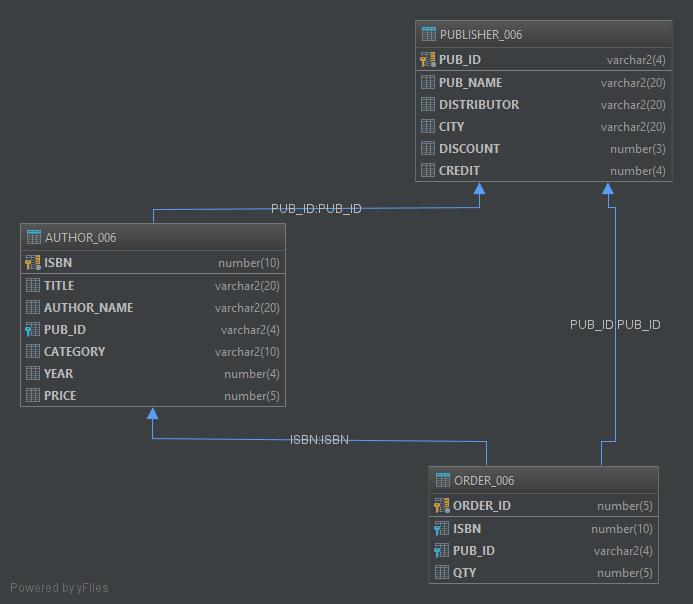 PUBLISHER_006
PUB_ID varchar2(4)
PUB_NAME varchar2(20)
DISTRIBUTOR varchar2(20)
CITY varchar2(20)
DISCOUNT number(3)
CREDIT number(4)
PUB_ID:PUB_ID
AUTHOR_006
ISBN number(10)
TITLE varchar2(20)
AUTHOR_NAME varchar2(20)
PUB_ID varchar2(4)
CATEGORY varchar2(10)
YEAR number(4)
PRICE number(5)
PUB_ID:PUB_ID
ISBN:ISBN
ORDER_006
ORDER_ID number(5)
ISBN number(10)
PUB_ID varchar2(4)
QTY number(5)
Powered by yFiles